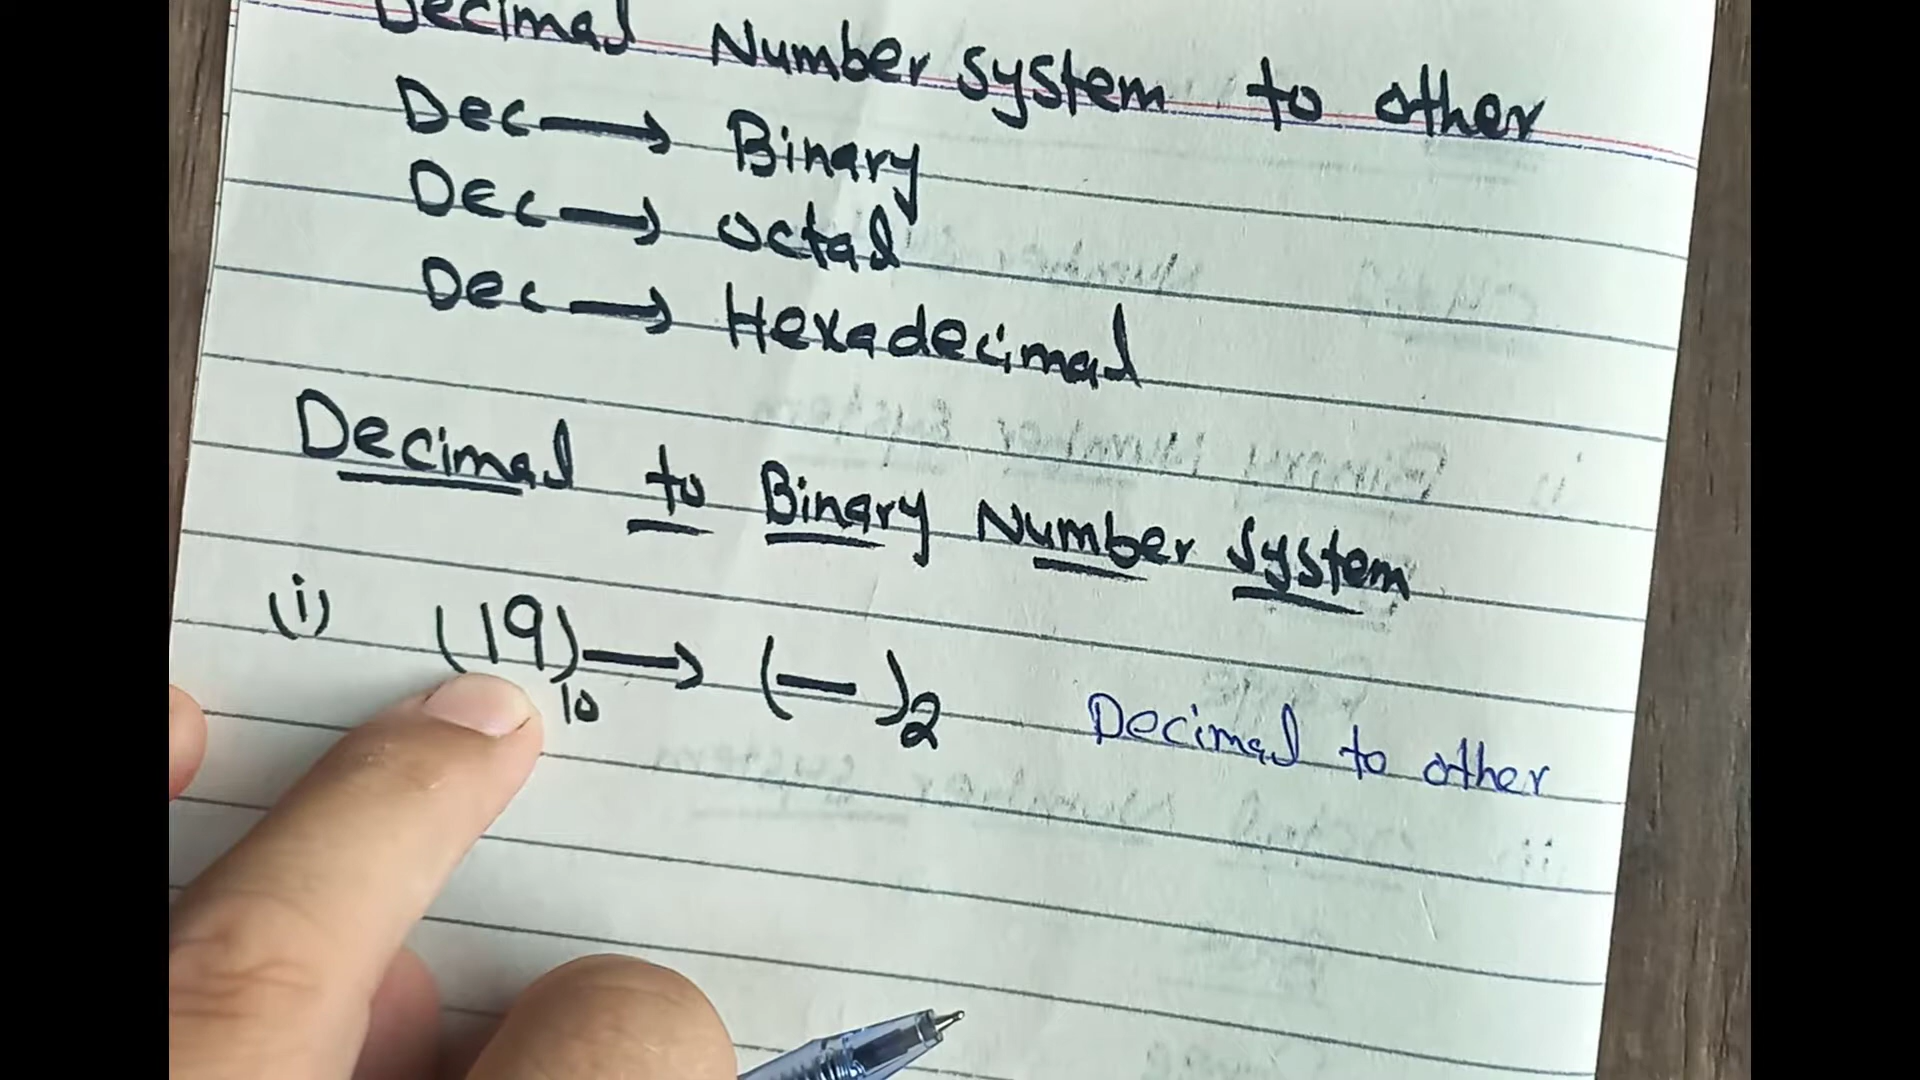 Decimal Number system to other
Dec → Binary
Dec → octal
Dec → Hexadecimal
Decimal to Binary Number System
(i) (19)₁₀ → (—)₂
Decimal to other